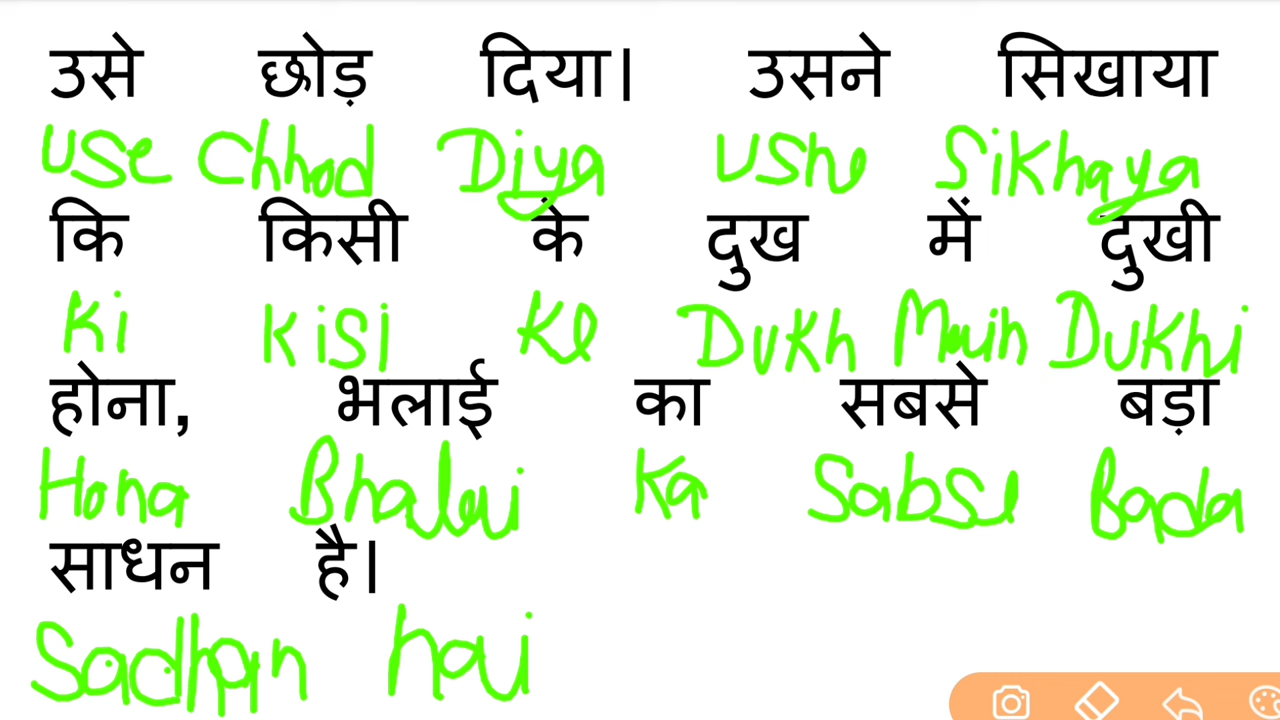 उसे छोड़ दिया। उसने सिखाया
Use Chhod Diya Usne Sikhaya
कि किसी के दुख में दुखी
Ki Kisi Ke Dukh Mein Dukhi
होना, भलाई का सबसे बड़ा
Hona Bhalai Ka Sabse Bada
साधन है।
Sadhan hai